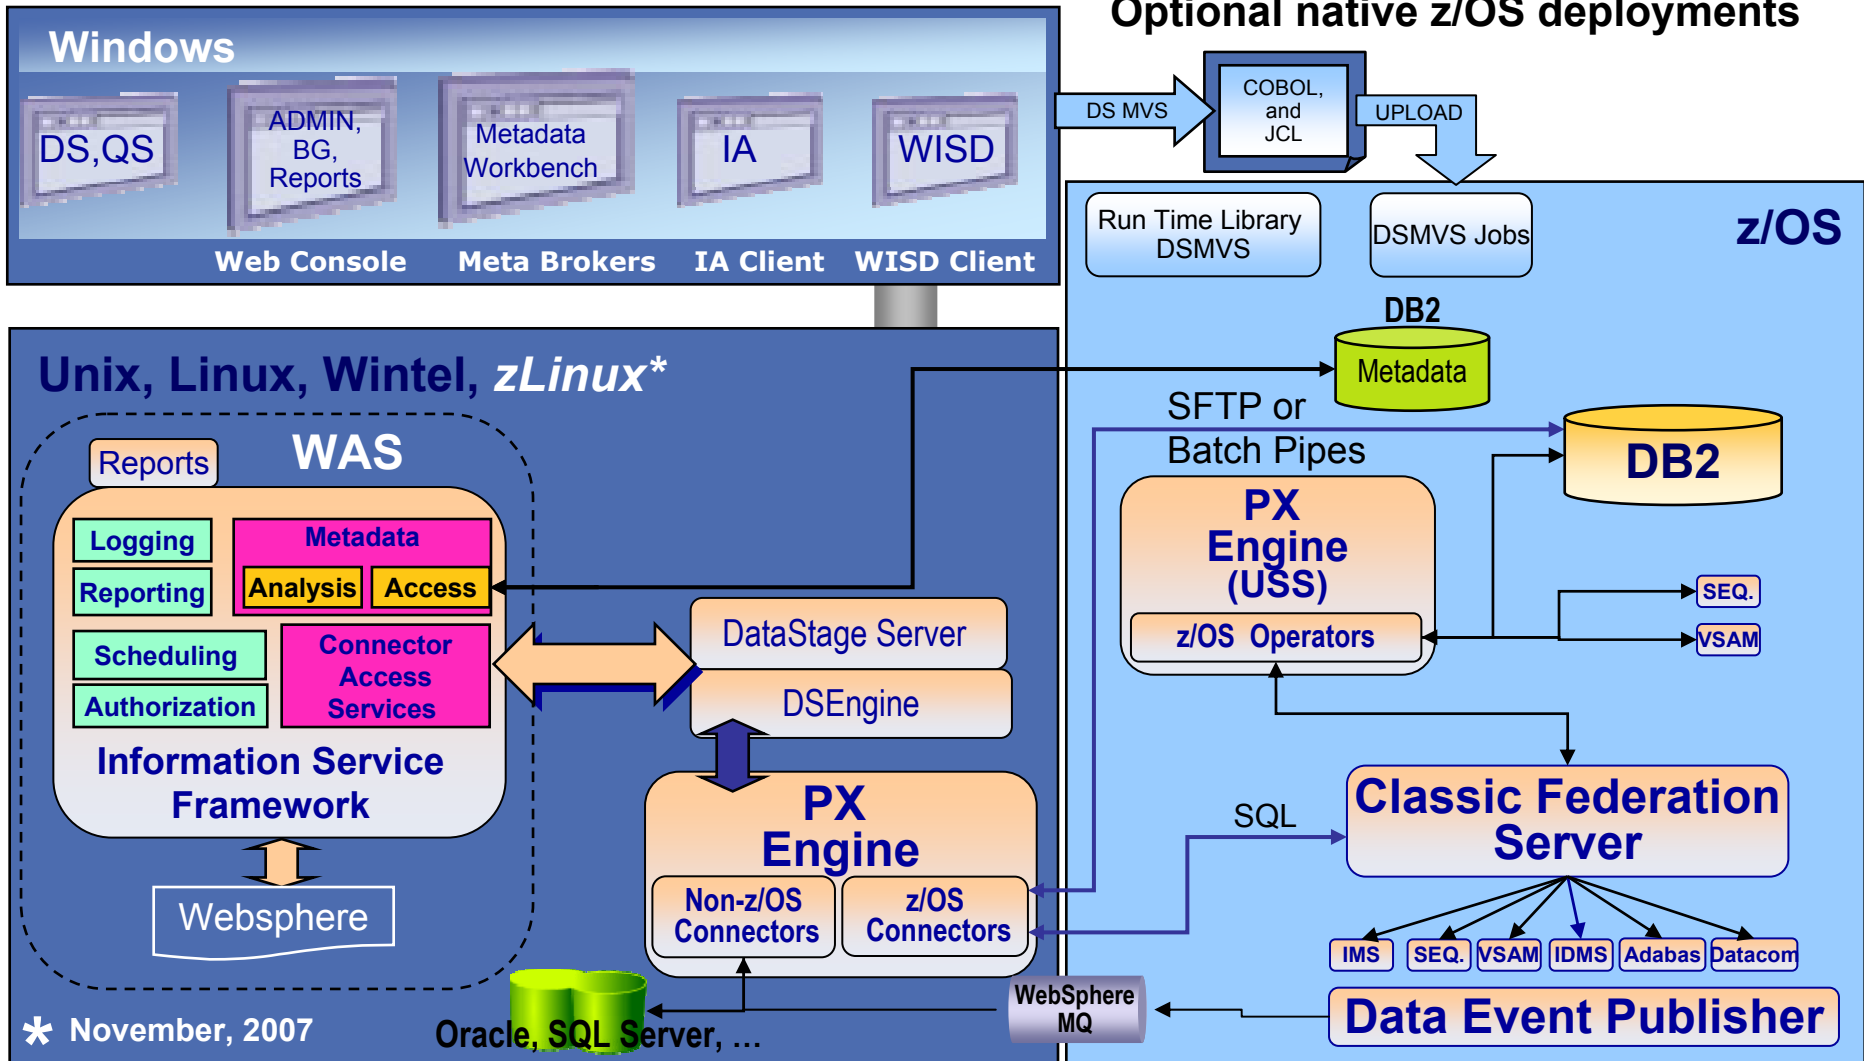 Optional native z/OS deployments
Windows
DS,QS
ADMIN,
BG,
Reports
Metadata
Workbench
IA
WISD
Web Console
Meta Brokers
IA Client
WISD Client
DS MVS
COBOL,
and
JCL
UPLOAD
z/OS
Run Time Library
DSMVS
DSMVS Jobs
DB2
Metadata
SFTP or
Batch Pipes
DB2
PX
Engine
(USS)
z/OS Operators
SEQ.
VSAM
Unix, Linux, Wintel, zLinux*
WAS
Reports
Logging
Reporting
Metadata
Analysis
Access
Scheduling
Authorization
Connector
Access
Services
Information Service
Framework
Websphere
DataStage Server
DSEngine
PX
Engine
Non-z/OS
Connectors
z/OS
Connectors
SQL
Classic Federation
Server
IMS
SEQ.
VSAM
IDMS
Adabas
Datacom
Data Event Publisher
WebSphere
MQ
Oracle, SQL Server, ...
* November, 2007